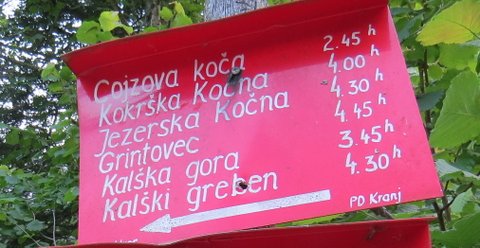 Cojzova koča 2.45 h
Kokrška Kočna 4.00 h
Jezerska Kočna 4.30 h
Grintovec 4.45 h
Kalška gora 3.45 h
Kalški greben 4.30 h
PD Kranj